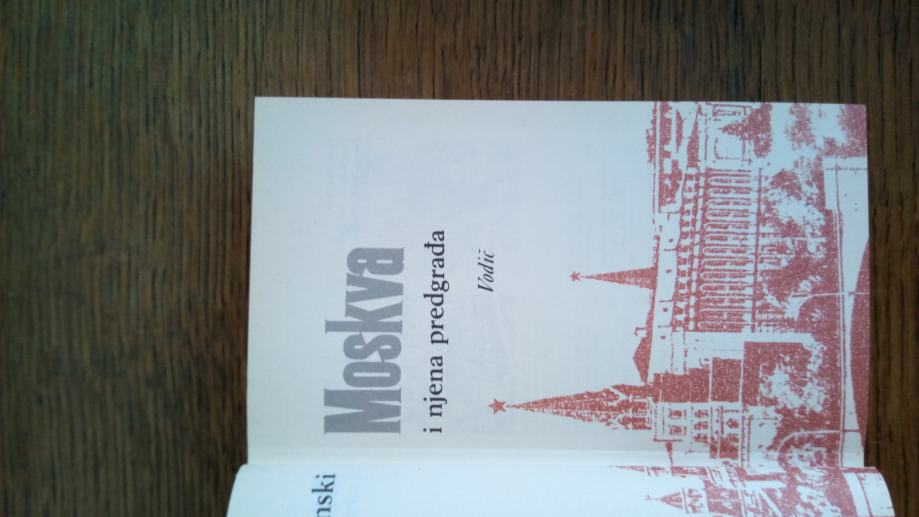 Moskva
i njena predgrađa
Vodič
nski